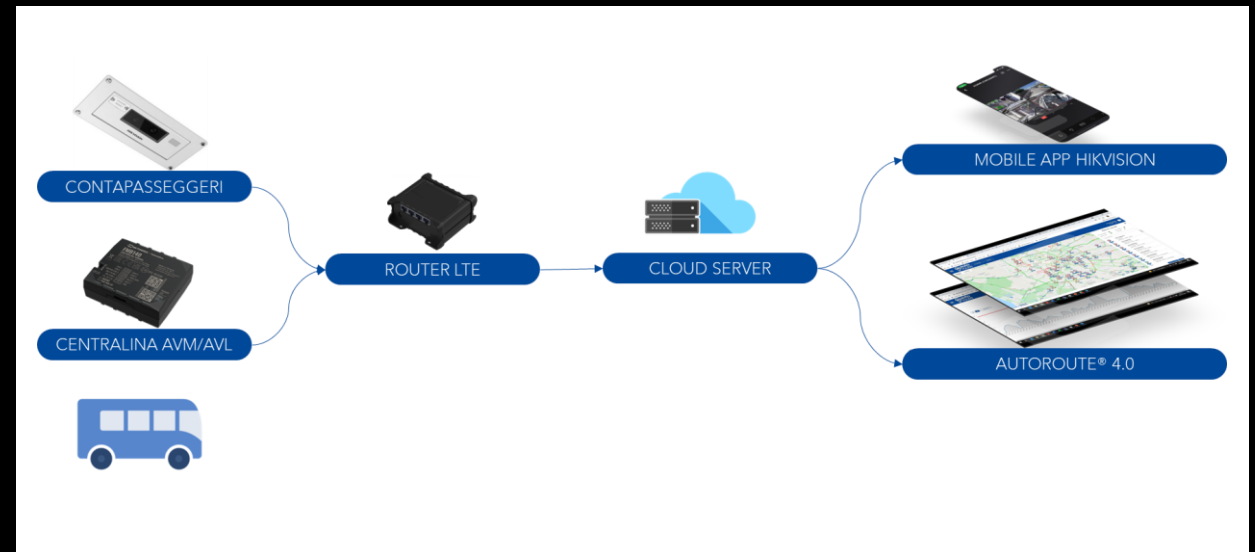 CONTAPASSEGGERI
CENTRALINA AVM/AVL
ROUTER LTE
CLOUD SERVER
MOBILE APP HIKVISION
AUTOROUTE® 4.0